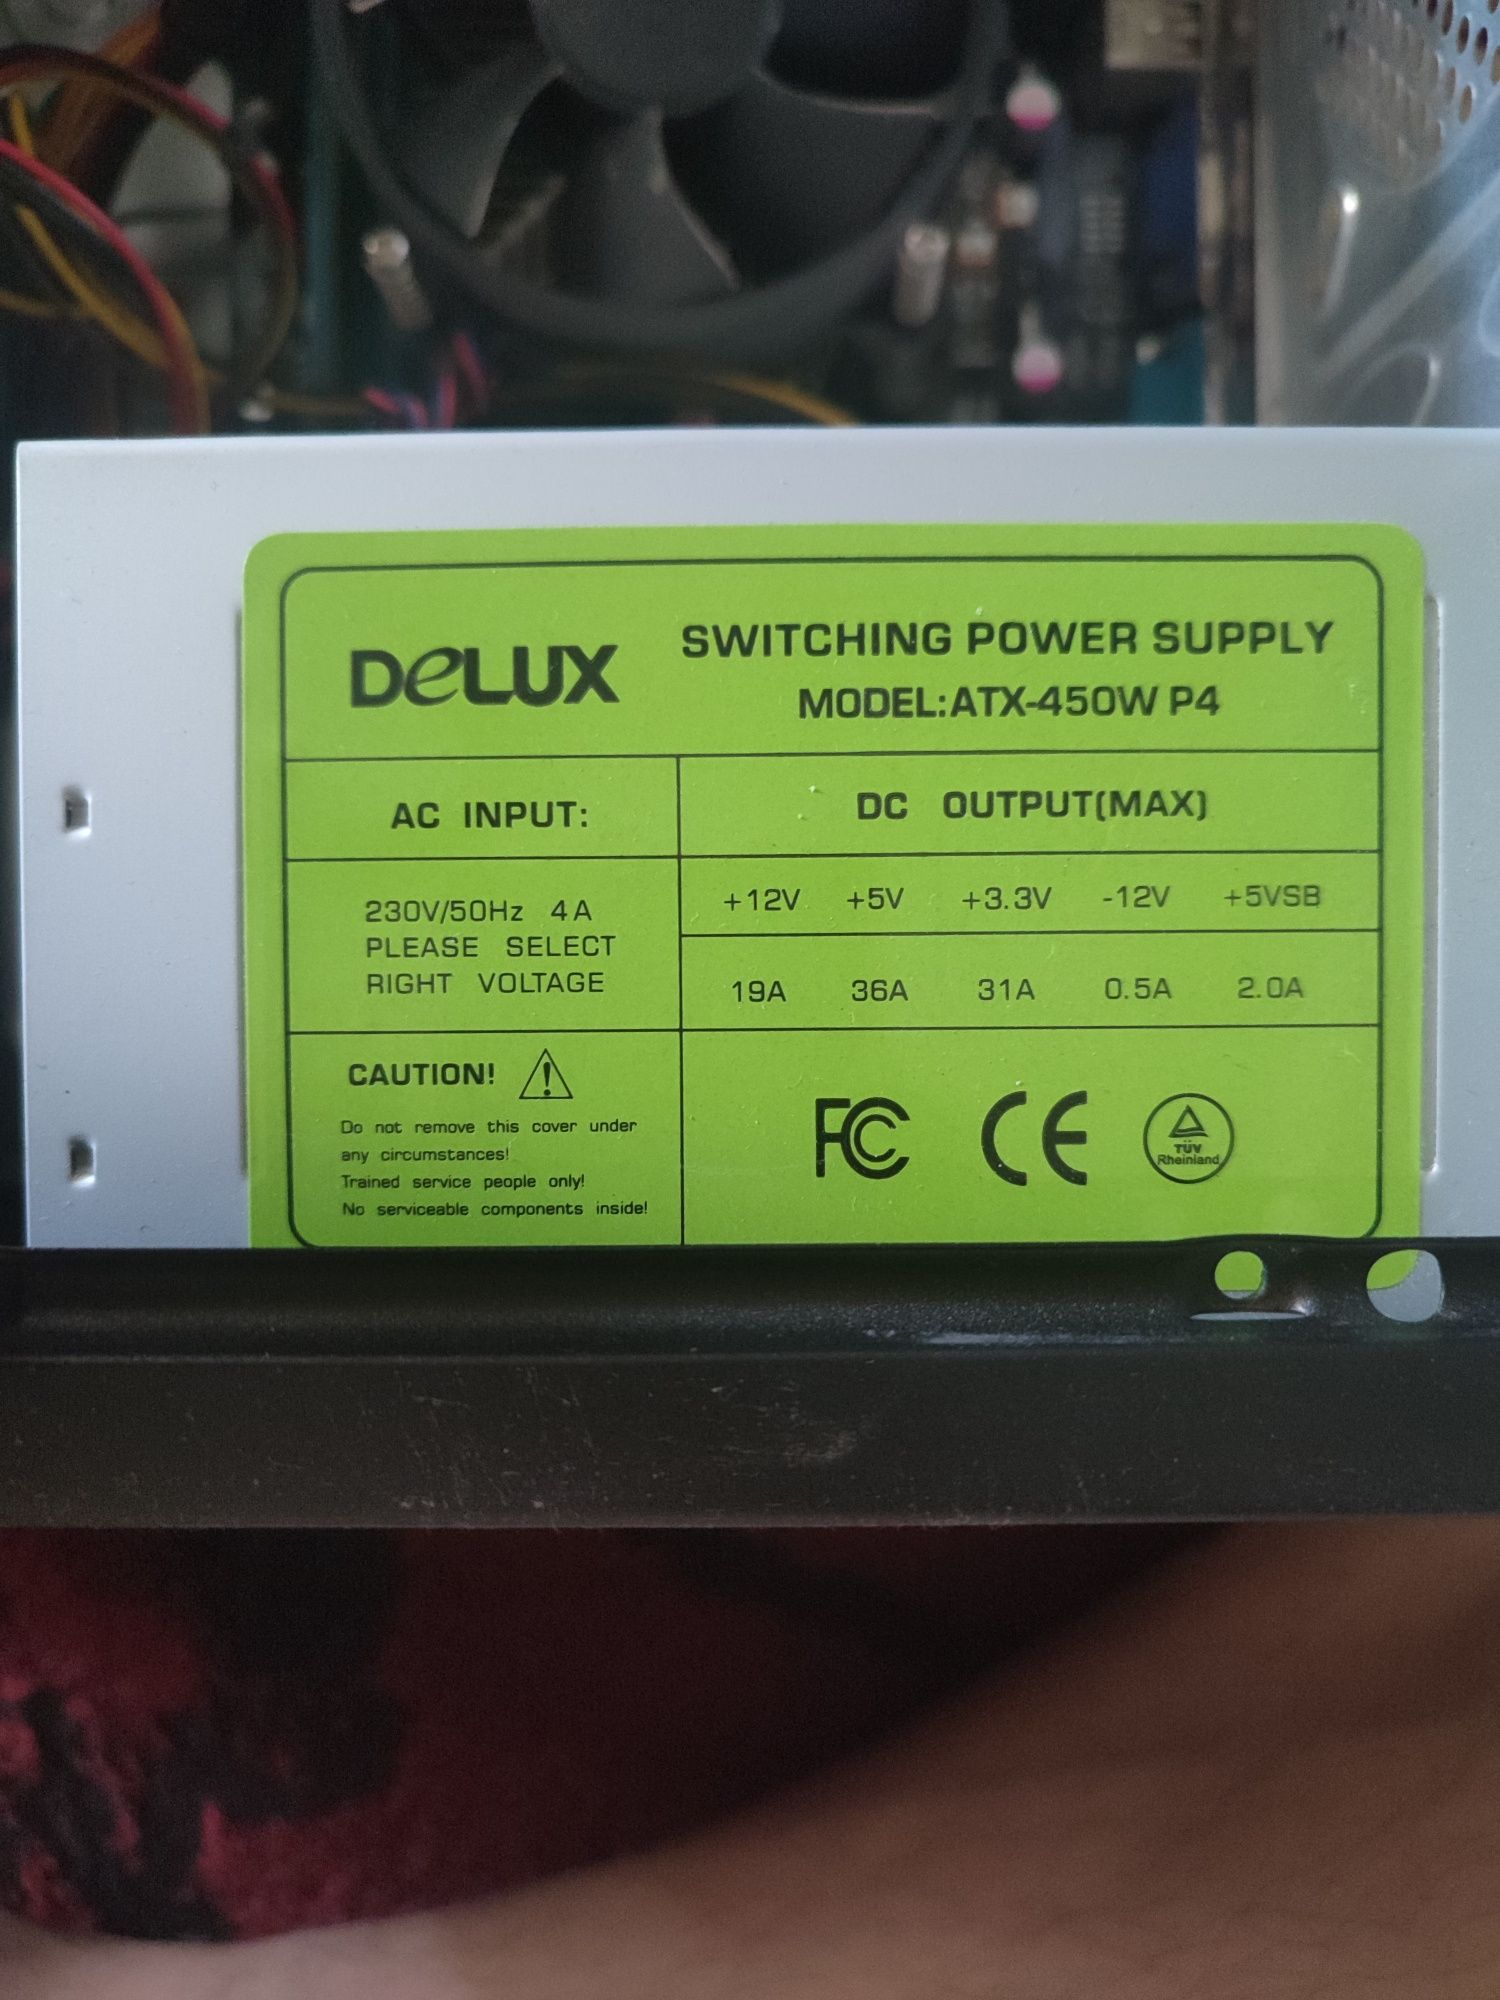 DeLUX
SWITCHING POWER SUPPLY
MODEL:ATX-450W P4
AC INPUT:
DC OUTPUT(MAX)
230V/50Hz 4A
PLEASE SELECT
RIGHT VOLTAGE
+12V +5V +3.3V -12V +5VSB
19A 36A 31A 0.5A 2.0A
CAUTION!
Do not remove this cover under
any circumstances!
Trained service people only!
No serviceable components inside!
FC CE
TÜV
Rheinland